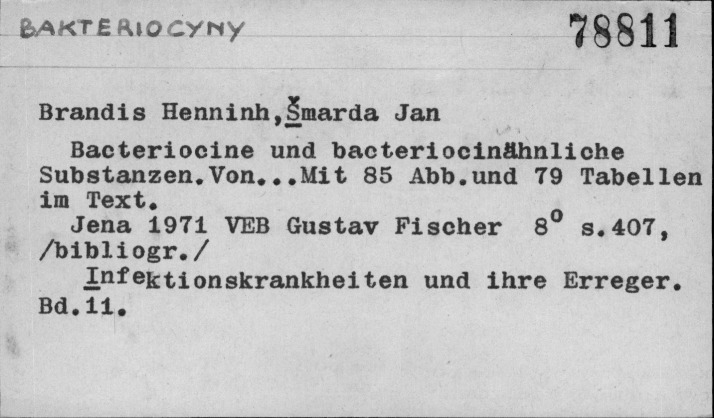 BAKTERIOCYNY 78811
Brandis Henninh,Šmarda Jan
Bacteriocine und bacteriocinähnliche
Substanzen.Von...Mit 85 Abb.und 79 Tabellen
im Text.
Jena 1971 VEB Gustav Fischer 8° s.407,
/bibliogr./
Infektionskrankheiten und ihre Erreger.
Bd.11.